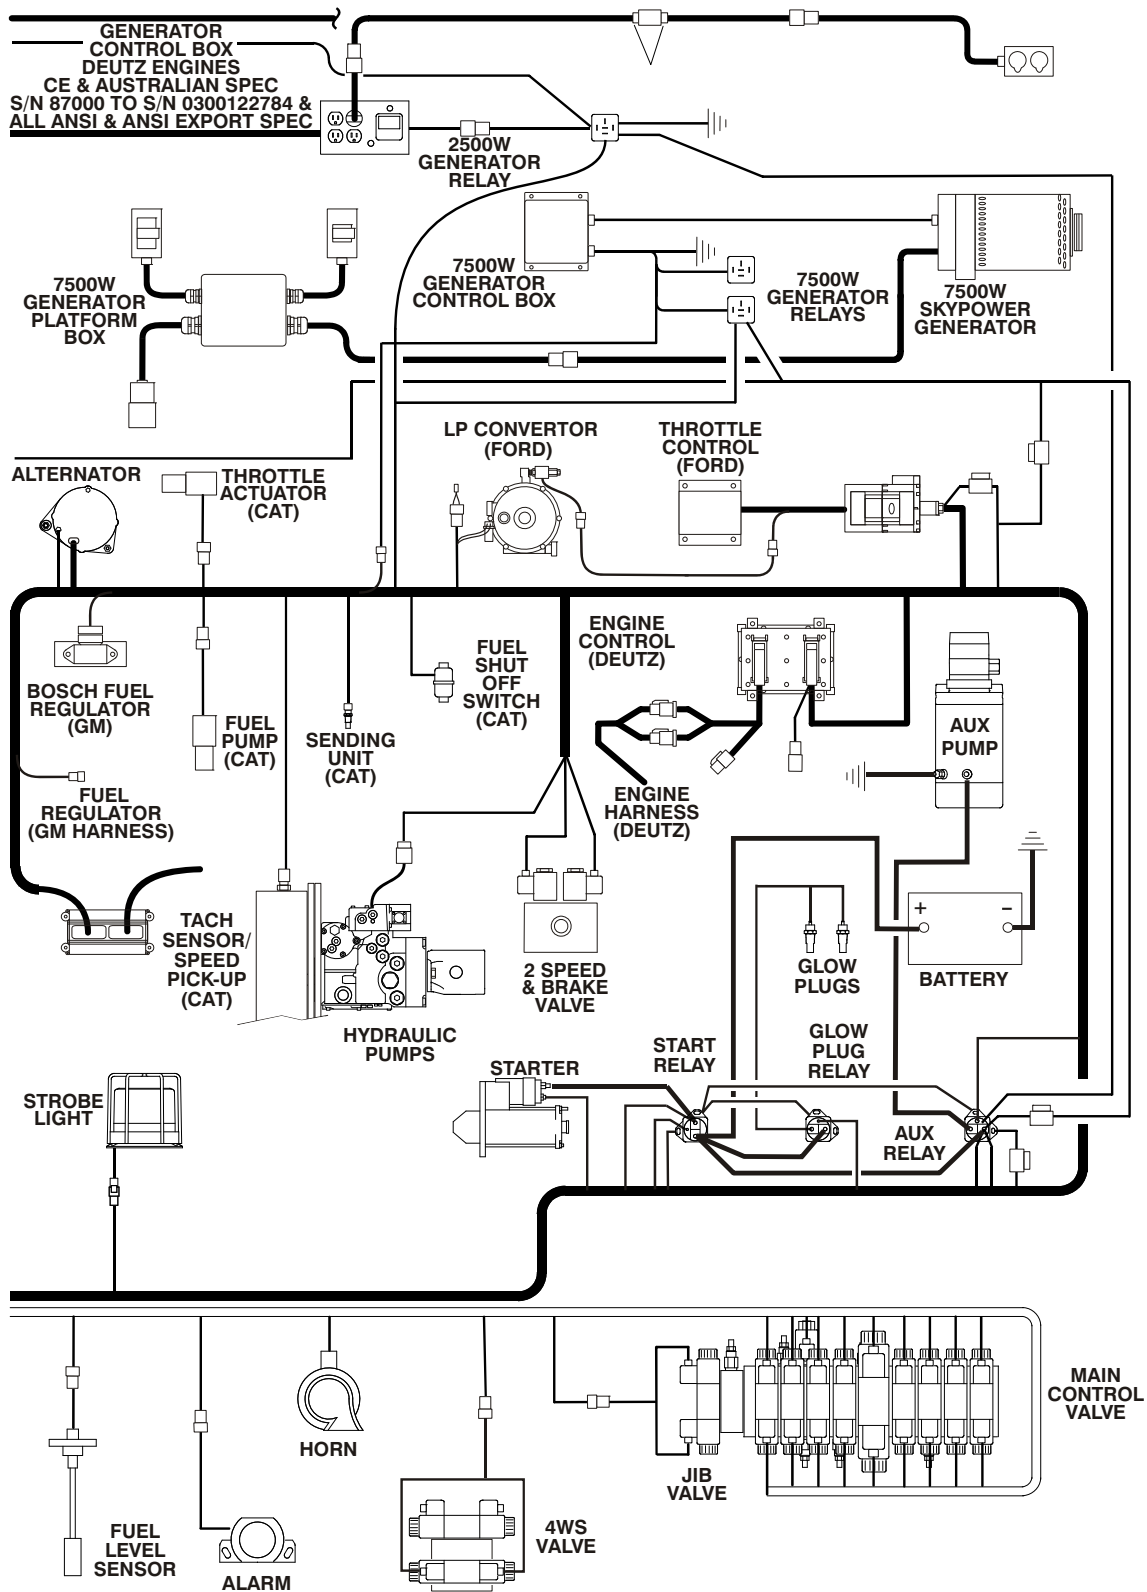 GENERATOR
CONTROL BOX
DEUTZ ENGINES
CE & AUSTRALIAN SPEC
S/N 87000 TO S/N 0300122784 &
ALL ANSI & ANSI EXPORT SPEC
2500W
GENERATOR
RELAY
7500W
GENERATOR
PLATFORM
BOX
7500W
GENERATOR
CONTROL BOX
7500W
GENERATOR
RELAYS
7500W
SKYPOWER
GENERATOR
LP CONVERTOR
(FORD)
THROTTLE
CONTROL
(FORD)
ALTERNATOR
THROTTLE
ACTUATOR
(CAT)
BOSCH FUEL
REGULATOR
(GM)
FUEL
PUMP
(CAT)
SENDING
UNIT
(CAT)
FUEL
SHUT
OFF
SWITCH
(CAT)
ENGINE
CONTROL
(DEUTZ)
AUX
PUMP
FUEL
REGULATOR
(GM HARNESS)
ENGINE
HARNESS
(DEUTZ)
TACH
SENSOR/
SPEED
PICK-UP
(CAT)
HYDRAULIC
PUMPS
2 SPEED
& BRAKE
VALVE
GLOW
PLUGS
+ −
BATTERY
STROBE
LIGHT
STARTER
START
RELAY
GLOW
PLUG
RELAY
AUX
RELAY
FUEL
LEVEL
SENSOR
ALARM
HORN
4WS
VALVE
JIB
VALVE
MAIN
CONTROL
VALVE